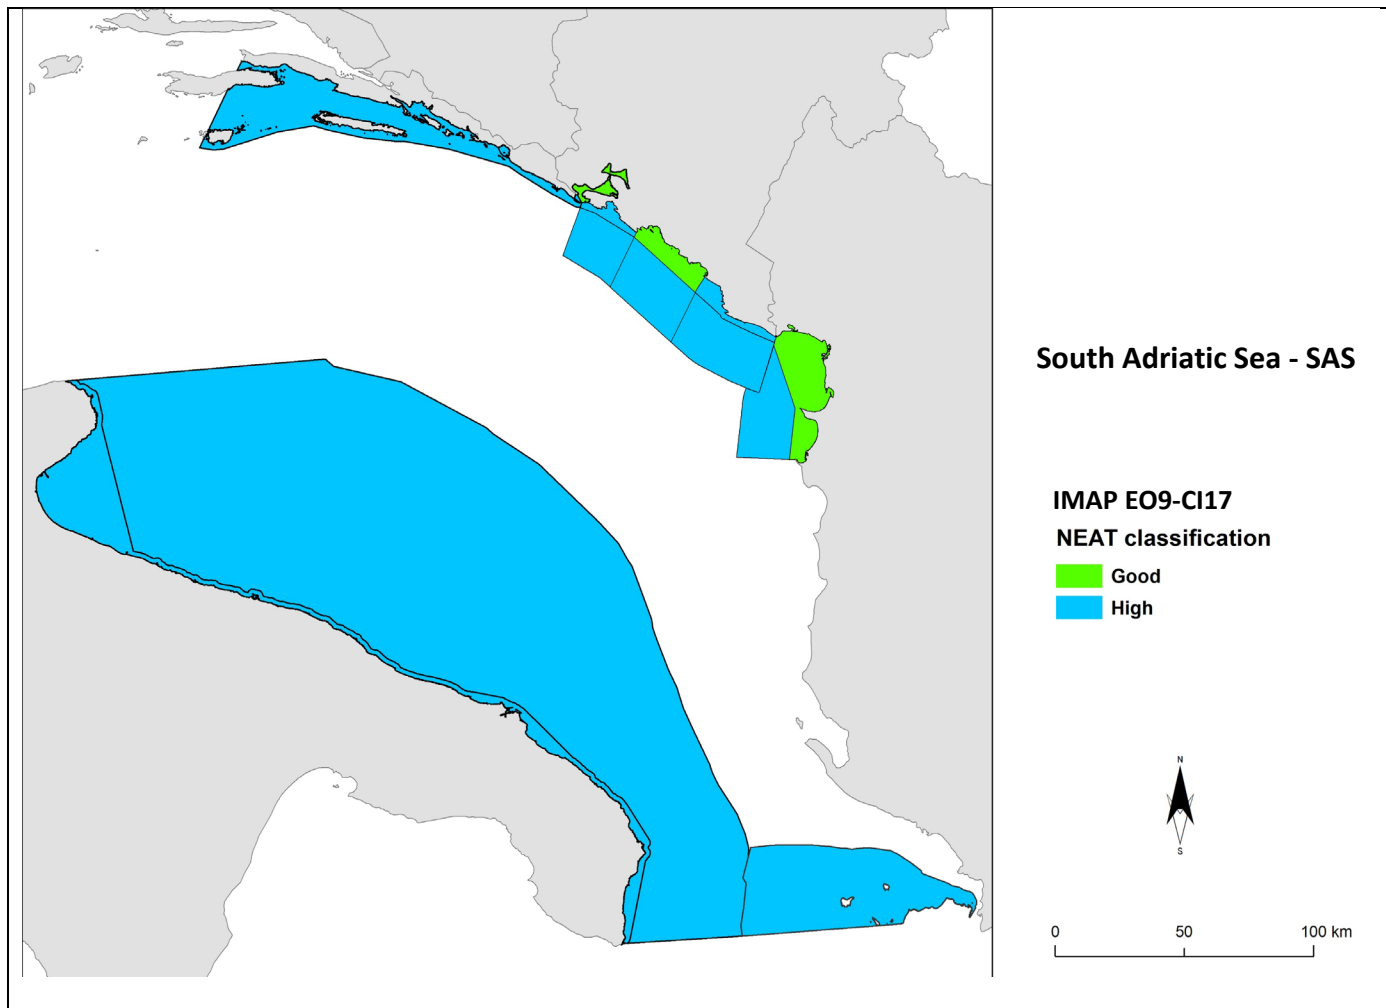 South Adriatic Sea - SAS
IMAP EO9-CI17
NEAT classification
Good
High
N
S
0 50 100 km